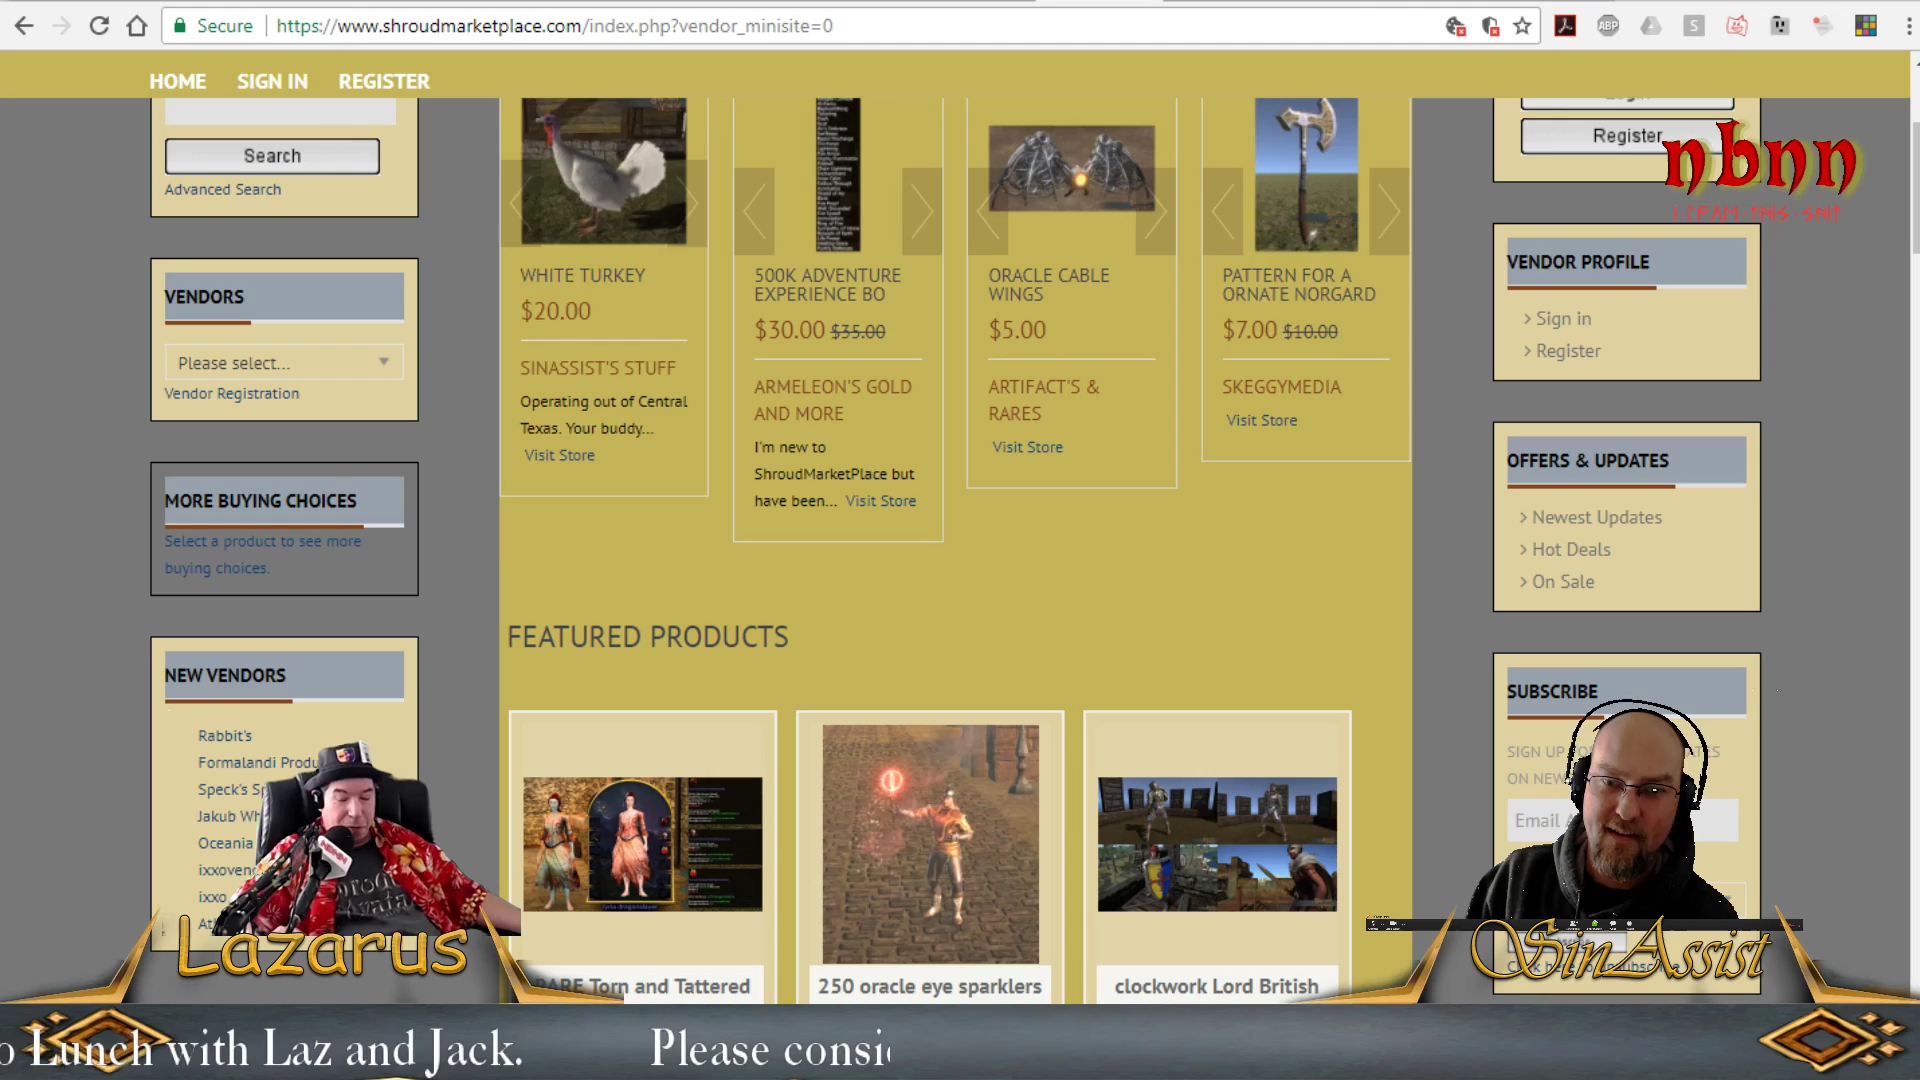 Secure
https://www.shroudmarketplace.com/index.php?vendor_minisite=0
ABP
S
HOME SIGN IN REGISTER
Search
Advanced Search
VENDORS
Please select...
Vendor Registration
MORE BUYING CHOICES
Select a product to see more
buying choices.
NEW VENDORS
Rabbit's
Formalandi Produ
Speck's Sp
Jakub Wh
Oceania
ixxoven
ixxo
At
WHITE TURKEY
$20.00
SINASSIST'S STUFF
Operating out of Central
Texas. Your buddy...
Visit Store
500K ADVENTURE
EXPERIENCE BO
$30.00 $35.00
ARMELEON'S GOLD
AND MORE
I'm new to
ShroudMarketPlace but
have been... Visit Store
ORACLE CABLE
WINGS
$5.00
ARTIFACT'S &
RARES
Visit Store
PATTERN FOR A
ORNATE NORGARD
$7.00 $10.00
SKEGGYMEDIA
Visit Store
FEATURED PRODUCTS
RARE Torn and Tattered
250 oracle eye sparklers
clockwork Lord British
Register
nbnn
VENDOR PROFILE
> Sign in
> Register
OFFERS & UPDATES
> Newest Updates
> Hot Deals
> On Sale
SUBSCRIBE
SIGN UP
ON NEW
Email
NBNN
Lazarus
SinAssist
o Lunch with Laz and Jack.
Please consi